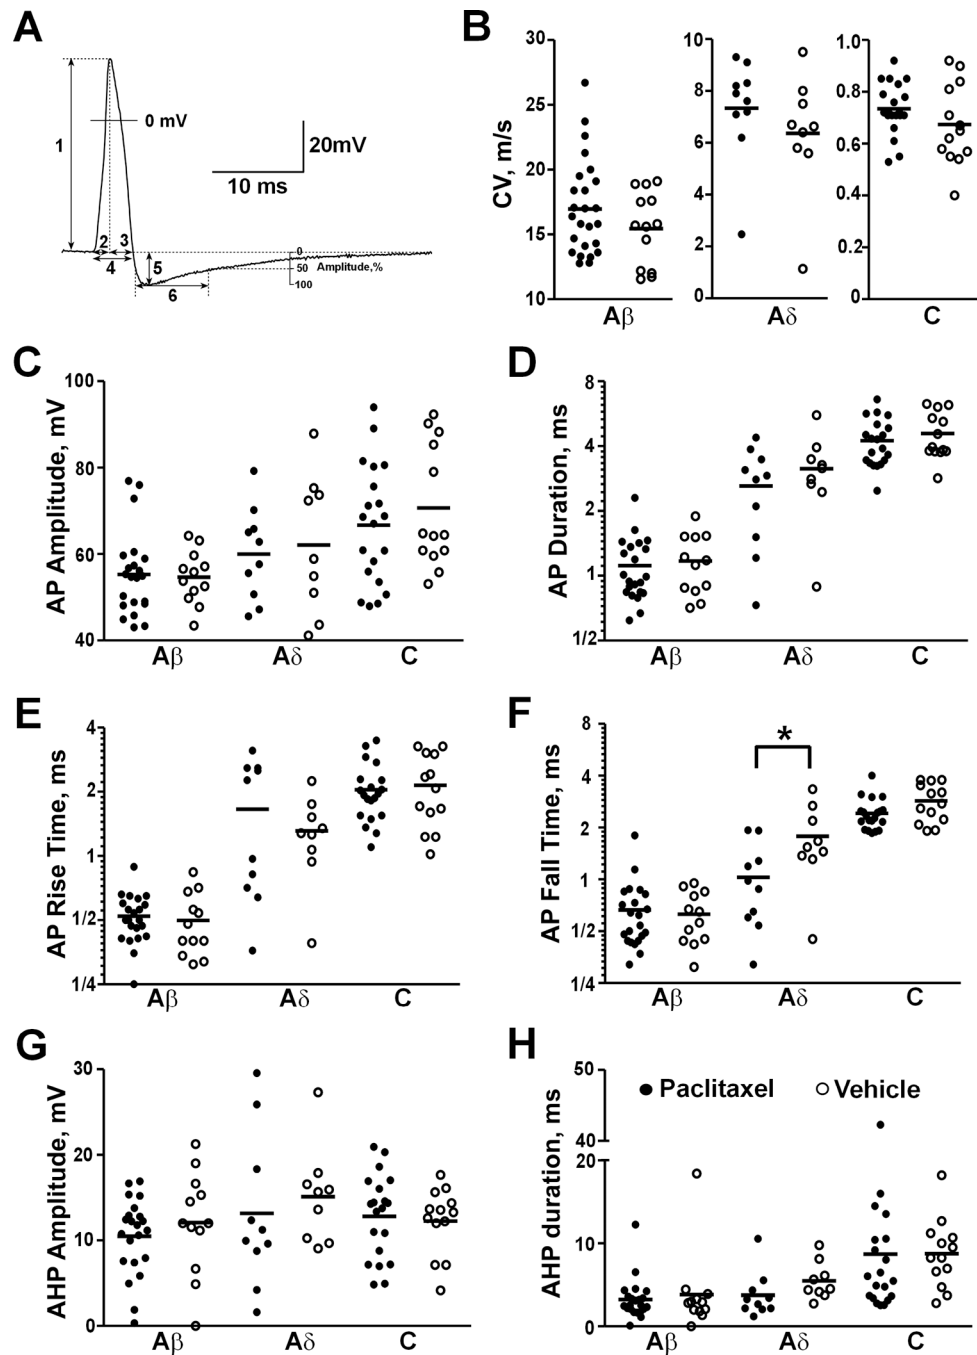 A
1
0 mV
20mV
10 ms
2 3
4
5
6
0
50
100
Amplitude,%
B
CV, m/s
30
25
20
15
10
Aβ
10
8
6
4
2
0
Aδ
1.0
0.8
0.6
0.4
0.2
0
C
C
AP Amplitude, mV
100
80
60
40
Aβ Aδ C
D
AP Duration, ms
8
4
2
1
1/2
Aβ Aδ C
E
AP Rise Time, ms
4
2
1
1/2
1/4
Aβ Aδ C
F
AP Fall Time, ms
8
4
2
1
1/2
1/4
*
Aβ Aδ C
G
AHP Amplitude, mV
30
20
10
0
Aβ Aδ C
H
AHP duration, ms
50
40
20
10
0
Paclitaxel Vehicle
Aβ Aδ C